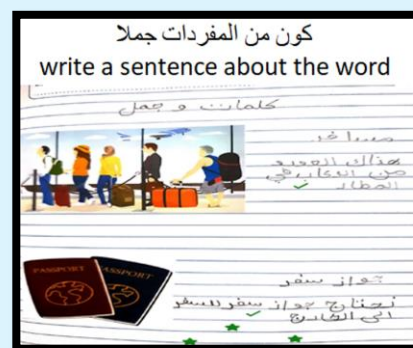 كون من المفردات جملا
write a sentence about the word
كلمات و جمل
مسافر
هناك العديد
من الركاب في
المطار
PASSPORT
PASSPORT
جواز سفر
نحتاج جواز سفر للسفر
الى الخارج